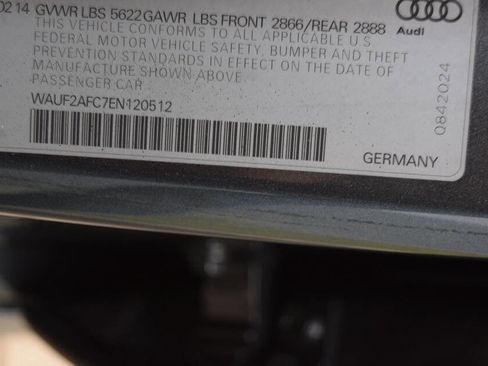 02 14 GVWR LBS 5622 GAWR LBS FRONT 2866/REAR 2888
THIS VEHICLE CONFORMS TO ALL APPLICABLE U S
FEDERAL MOTOR VEHICLE SAFETY, BUMPER AND THEFT
PREVENTION STANDARDS IN EFFECT ON THE DATE OF
MANUFACTURE SHOWN ABOVE
PASSENGER CAR
WAUF2AFC7EN120512
GERMANY
Audi
Q842024